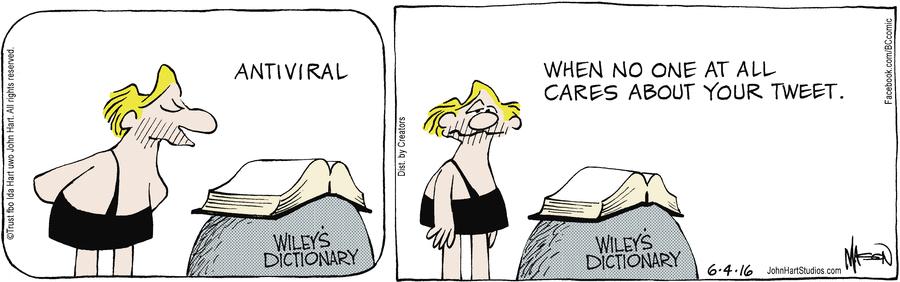 ©Trust fbo Ida Hart uwo John Hart. All rights reserved.
ANTIVIRAL
WILEY'S
DICTIONARY
Dist. by Creators
WHEN NO ONE AT ALL
CARES ABOUT YOUR TWEET.
WILEY'S
DICTIONARY
6-4-16
JohnHartStudios.com
MASON
Facebook.com/BCcomic